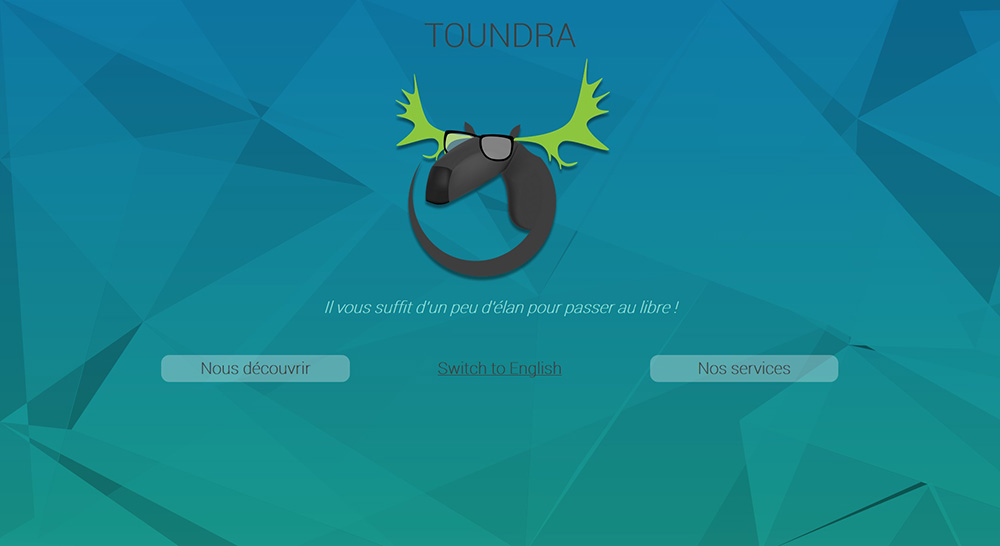 TOUNDRA
Il vous suffit d'un peu d'élan pour passer au libre !
Nous découvrir
Switch to English
Nos services